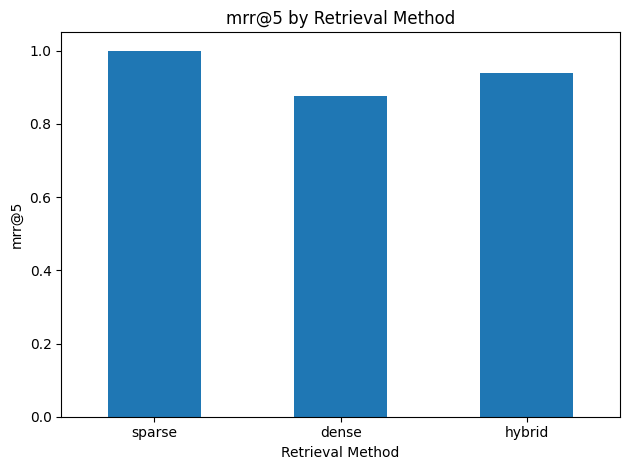 mrr@5 by Retrieval Method
mrr@5
1.0
0.8
0.6
0.4
0.2
0.0
sparse dense hybrid
Retrieval Method